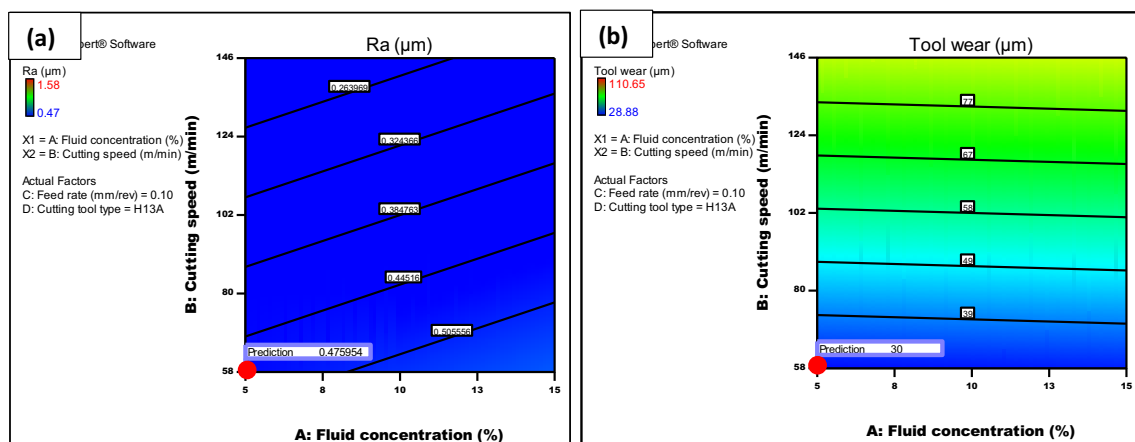 (a)
pert® Software
Ra (µm)
Ra (µm)
1.58
0.47
X1 = A: Fluid concentration (%)
X2 = B: Cutting speed (m/min)
Actual Factors
C: Feed rate (mm/rev) = 0.10
D: Cutting tool type = H13A
B: Cutting speed (m/min)
146
124
102
80
58
0.263969
0.324366
0.384763
0.44516
0.505556
Prediction 0.475954
5
8
10
13
15
A: Fluid concentration (%)
(b)
pert® Software
Tool wear (µm)
Tool wear (µm)
110.65
28.88
X1 = A: Fluid concentration (%)
X2 = B: Cutting speed (m/min)
Actual Factors
C: Feed rate (mm/rev) = 0.10
D: Cutting tool type = H13A
B: Cutting speed (m/min)
146
124
102
80
58
77
67
58
49
39
Prediction 30
5
8
10
13
15
A: Fluid concentration (%)